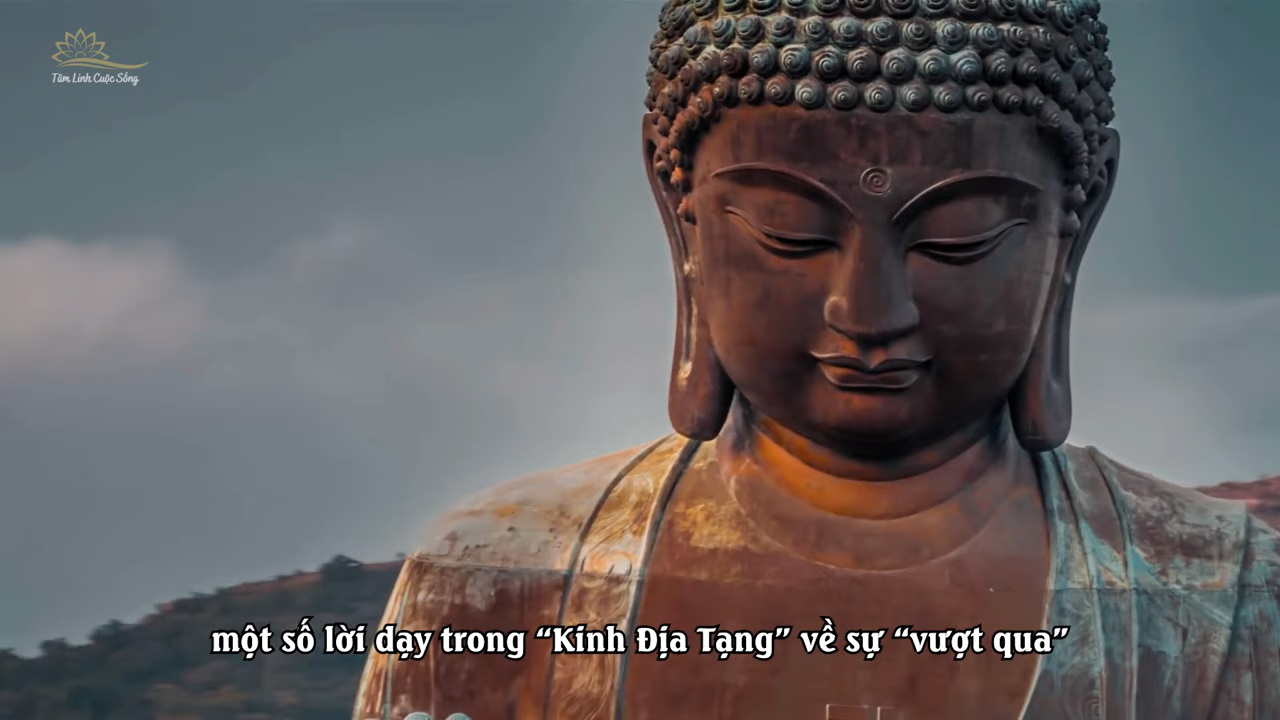 Tâm Linh Cuộc Sống
một số lời dạy trong “Kinh Địa Tạng” về sự “vượt qua”